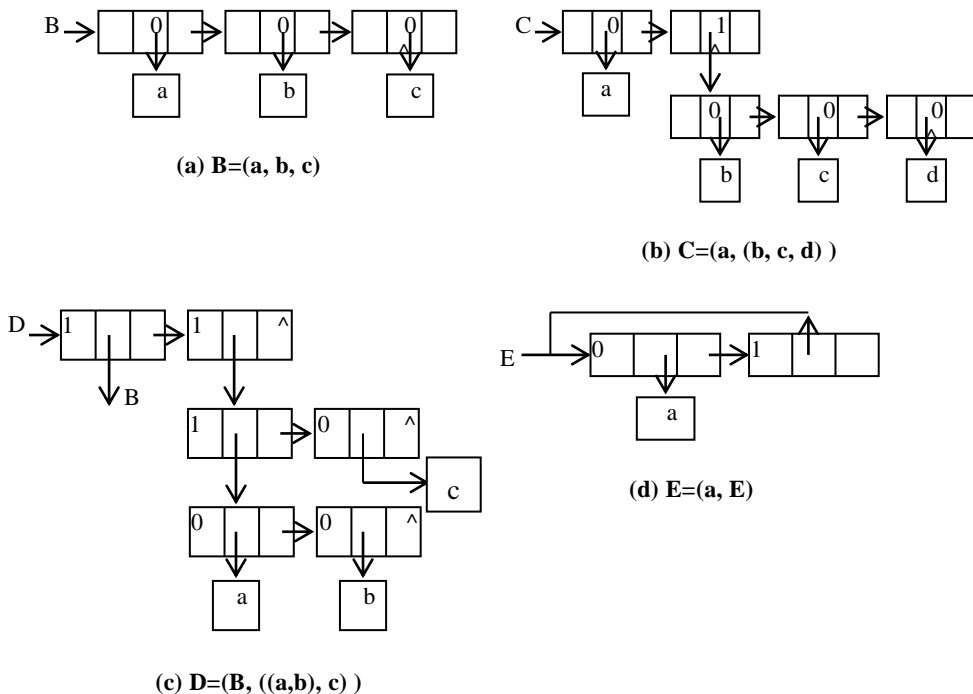 B 0 0 0
^
a b c
(a) B=(a, b, c)
C 0 1
^
a
0 0 0
^
b c d
(b) C=(a, (b, c, d) )
D 1 1 ^
B
1 0 ^
c
0 0 ^
a b
(c) D=(B, ((a,b), c) )
E 0 1
a
(d) E=(a, E)